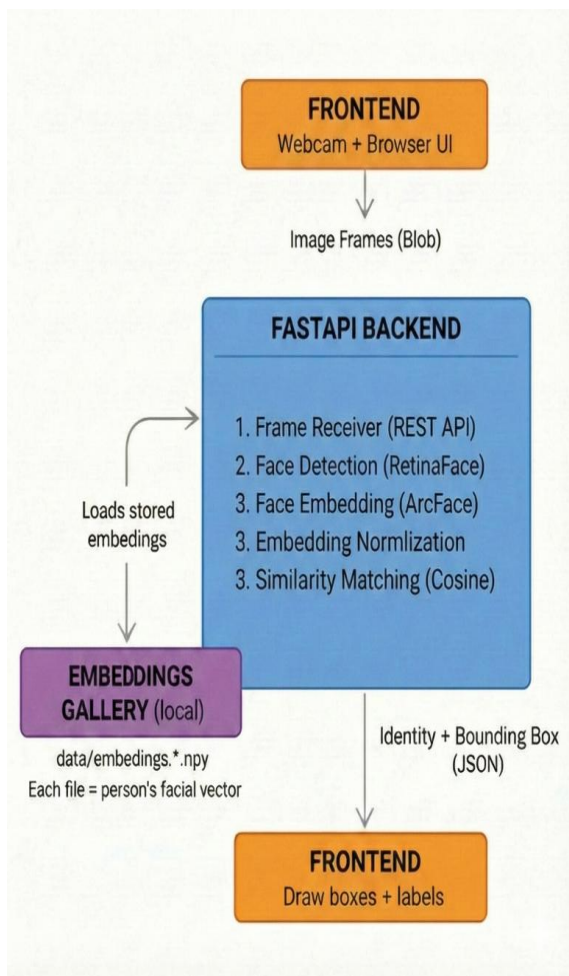 FRONTEND
Webcam + Browser UI
Image Frames (Blob)
FASTAPI BACKEND
1. Frame Receiver (REST API)
2. Face Detection (RetinaFace)
3. Face Embedding (ArcFace)
3. Embedding Normlization
3. Similarity Matching (Cosine)
Loads stored
embedings
EMBEDDINGS
GALLERY (local)
data/embedings.*.npy
Each file = person's facial vector
Identity + Bounding Box
(JSON)
FRONTEND
Draw boxes + labels